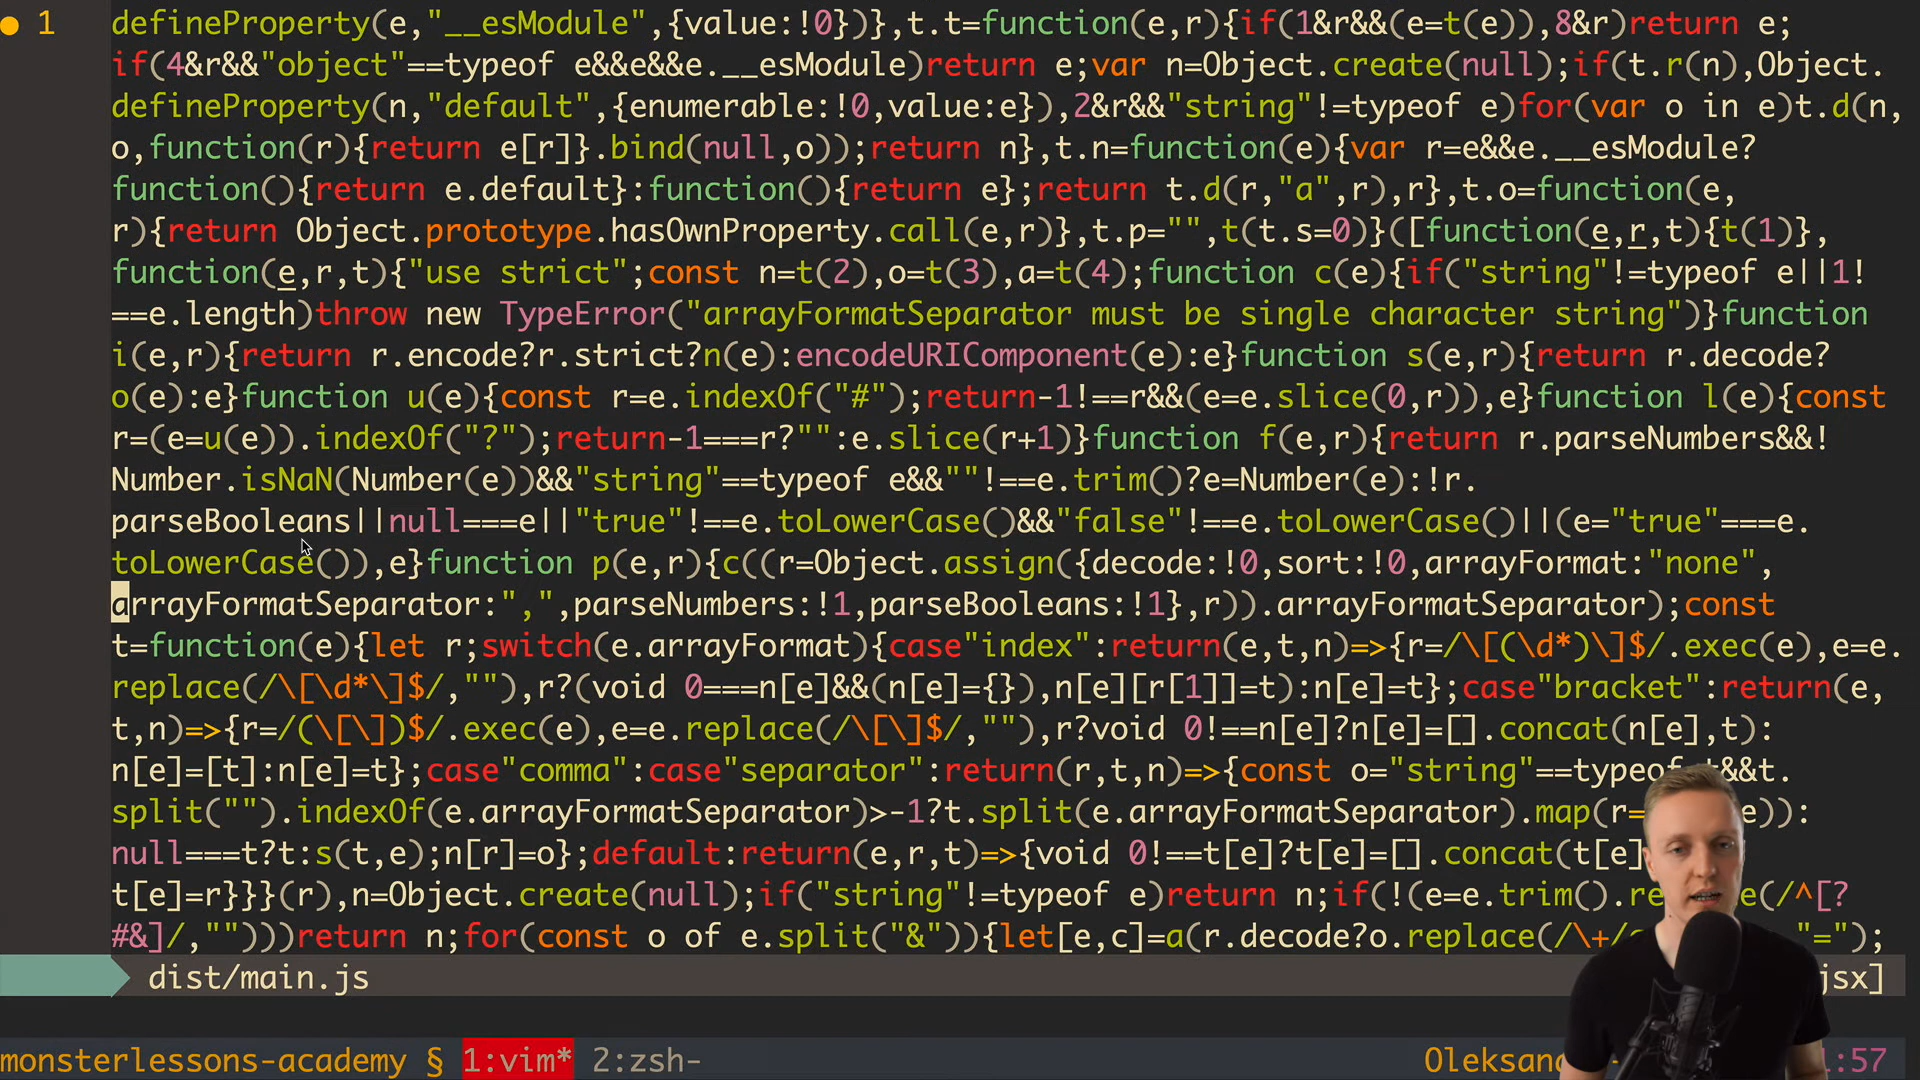 1 defineProperty(e,"__esModule",{value:!0})},t.t=function(e,r){if(1&r&&(e=t(e)),8&r)return e;
if(4&r&&"object"==typeof e&&e&&e.__esModule)return e;var n=Object.create(null);if(t.r(n),Object.
defineProperty(n,"default",{enumerable:!0,value:e}),2&r&&"string"!=typeof e)for(var o in e)t.d(n,
o,function(r){return e[r]}.bind(null,o));return n},t.n=function(e){var r=e&&e.__esModule?
function(){return e.default}:function(){return e};return t.d(r,"a",r),r},t.o=function(e,
r){return Object.prototype.hasOwnProperty.call(e,r)},t.p="",t(t.s=0)}([function(e,r,t){t(1)},
function(e,r,t){"use strict";const n=t(2),o=t(3),a=t(4);function c(e){if("string"!=typeof e||1!
==e.length)throw new TypeError("arrayFormatSeparator must be single character string")}function
i(e,r){return r.encode?r.strict?n(e):encodeURIComponent(e):e}function s(e,r){return r.decode?
o(e):e}function u(e){const r=e.indexOf("#");return-1!==r&&(e=e.slice(0,r)),e}function l(e){const
r=(e=u(e)).indexOf("?");return-1===r?"":e.slice(r+1)}function f(e,r){return r.parseNumbers&&!
Number.isNaN(Number(e))&&"string"==typeof e&&""!==e.trim()?e=Number(e):!r.
parseBooleans||null===e||"true"!==e.toLowerCase()&&"false"!==e.toLowerCase()||(e="true"===e.
toLowerCase()),e}function p(e,r){c((r=Object.assign({decode:!0,sort:!0,arrayFormat:"none",
arrayFormatSeparator:",",parseNumbers:!1,parseBooleans:!1},r)).arrayFormatSeparator);const
t=function(e){let r;switch(e.arrayFormat){case"index":return(e,t,n)=>{r=/\[(\d*)\]$/.exec(e),e=e.
replace(/\[\d*\]$/,""),r?(void 0===n[e]&&(n[e]={}),n[e][r[1]]=t):n[e]=t};case"bracket":return(e,
t,n)=>{r=/(\[\])$/.exec(e),e=e.replace(/\[\]$/,""),r?void 0!==n[e]?n[e]=[].concat(n[e],t):
n[e]=[t]:n[e]=t};case"comma":case"separator":return(r,t,n)=>{const o="string"==typeof t&&t.
split("").indexOf(e.arrayFormatSeparator)>-1?t.split(e.arrayFormatSeparator).map(r= e)):
null===t?t:s(t,e);n[r]=o};default:return(e,r,t)=>{void 0!==t[e]?t[e]=[].concat(t[e]
t[e]=r}}}(r),n=Object.create(null);if("string"!=typeof e)return n;if(!(e=e.trim().re e(/^[?
#&]/,"")))return n;for(const o of e.split("&")){let[e,c]=a(r.decode?o.replace(/\+/ "=");
dist/main.js jsx]
monsterlessons-academy § 1:vim* 2:zsh- Oleksan :57